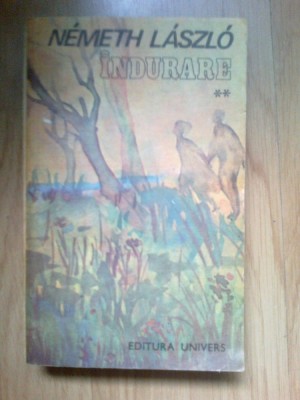 NÉMETH LÁSZLÓ
ÎNDURARE
**
EDITURA UNIVERS